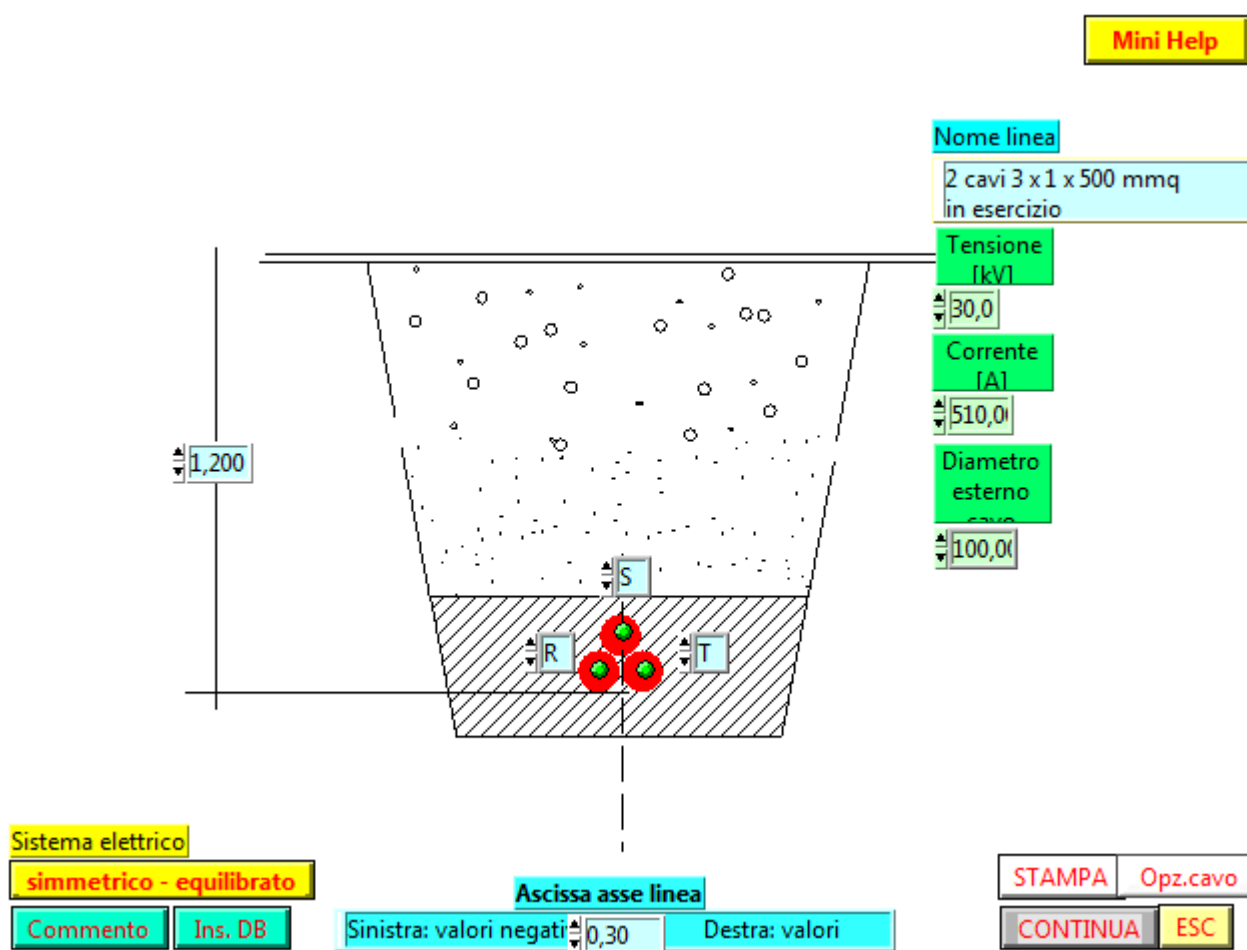 Mini Help
Nome linea
2 cavi 3 x 1 x 500 mmq
in esercizio
Tensione
[kV]
30,0
Corrente
[A]
510,0
Diametro
esterno
cavo
100,0
1,200
S
R
T
Sistema elettrico
simmetrico - equilibrato
Commento
Ins. DB
Ascissa asse linea
Sinistra: valori negati
0,30
Destra: valori
STAMPA
Opz.cavo
CONTINUA
ESC